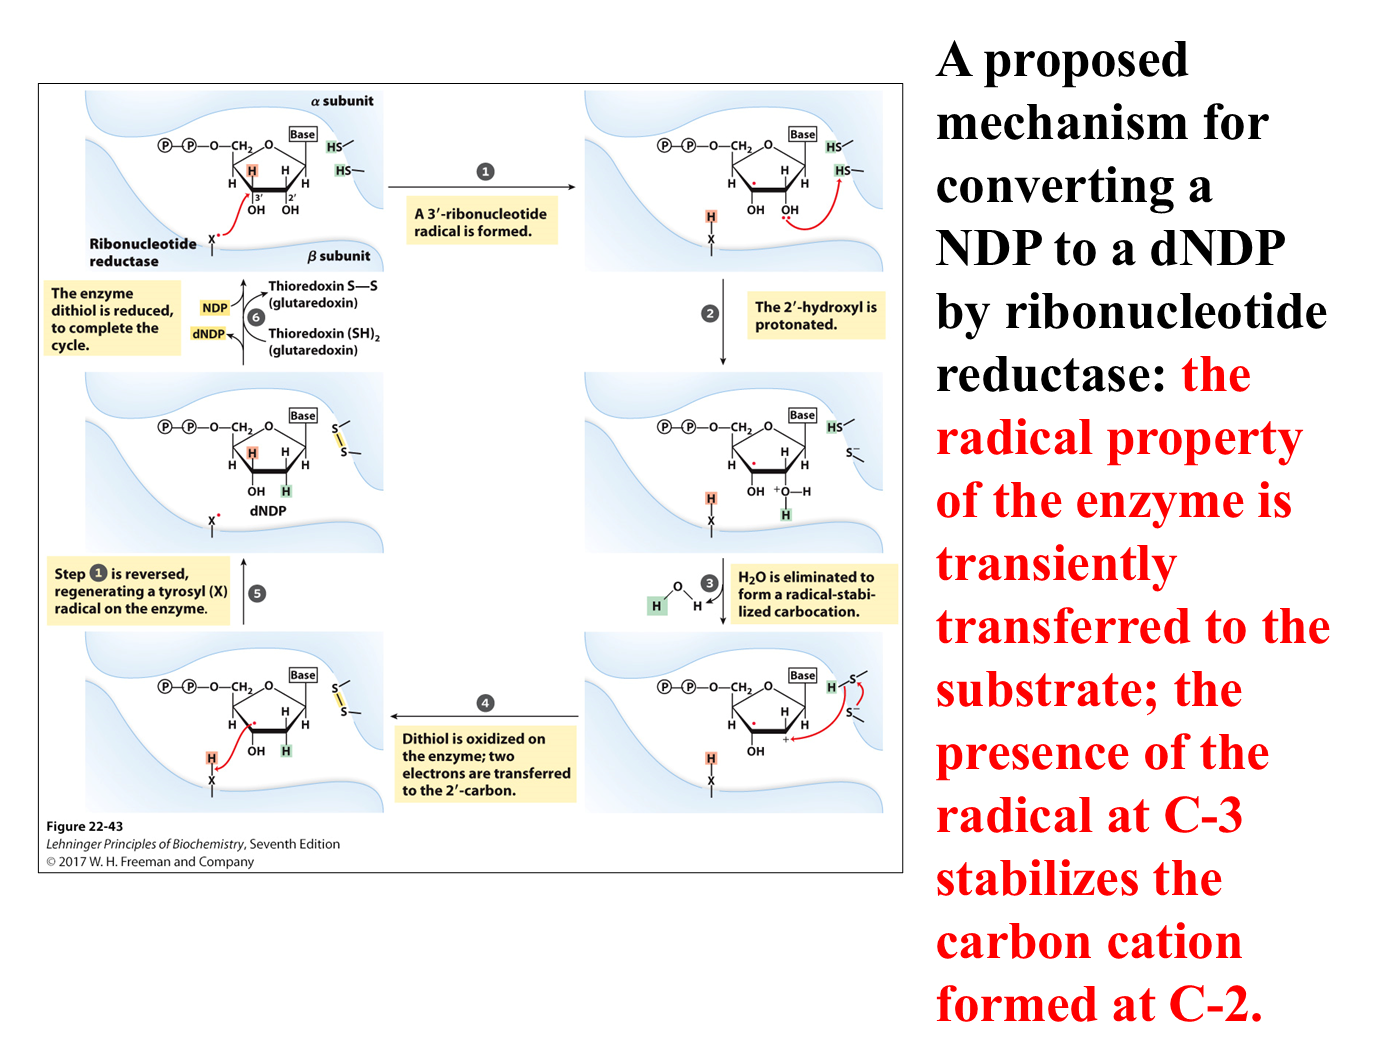 A proposed
mechanism for
converting a
NDP to a dNDP
by ribonucleotide
reductase: the
radical property
of the enzyme is
transiently
transferred to the
substrate; the
presence of the
radical at C-3
stabilizes the
carbon cation
formed at C-2.
α subunit
Base
HS
HS
P P O CH2 O
H H H H
3′ 2′
OH OH
X
Ribonucleotide
reductase
β subunit
1
A 3′-ribonucleotide
radical is formed.
Base
HS
HS
P P O CH2 O
H H H
OH OH
H
X
2
The 2′-hydroxyl is
protonated.
Base
HS
S−
P P O CH2 O
H H H
OH +O—H
H
H
X
3
H2O is eliminated to
form a radical-stabi-
lized carbocation.
O
H H
Base
H S
S−
P P O CH2 O
H H H
OH +
H
X
4
Dithiol is oxidized on
the enzyme; two
electrons are transferred
to the 2′-carbon.
Base
S
S
P P O CH2 O
H H H
OH H
H
X
5
Step 1 is reversed,
regenerating a tyrosyl (X)
radical on the enzyme.
Base
S
S
P P O CH2 O
H H H H
OH H
dNDP
X
6
The enzyme
dithiol is reduced,
to complete the
cycle.
NDP
dNDP
Thioredoxin S—S
(glutaredoxin)
Thioredoxin (SH)2
(glutaredoxin)
Figure 22-43
Lehninger Principles of Biochemistry, Seventh Edition
© 2017 W. H. Freeman and Company